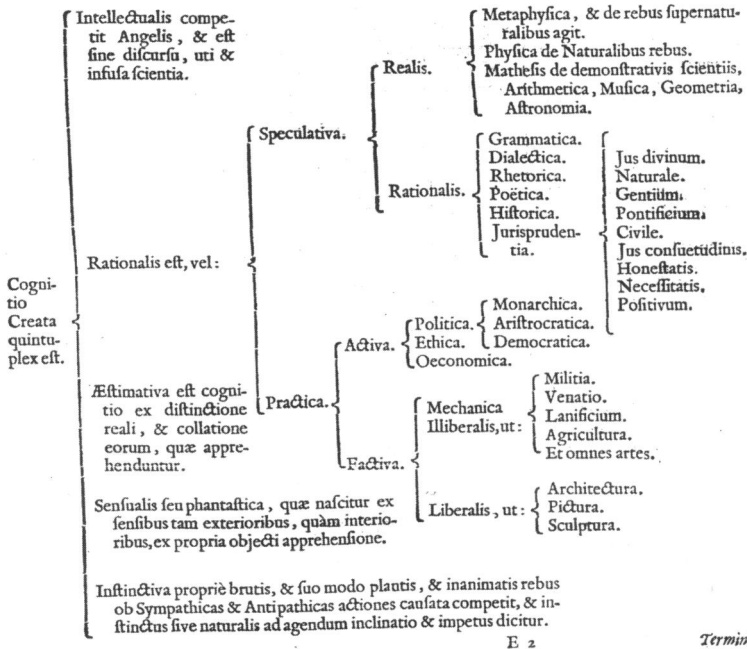 Intellectualis compe-
tit Angelis, & eſt
ſine diſcurſu, uti &
infuſa ſcientia.
Metaphyſica, & de rebus ſupernatu-
ralibus agit.
Phyſica de Naturalibus rebus.
Matheſis de demonſtrativis ſcientiis,
Arithmetica, Muſica, Geometria,
Aſtronomia.
Realis.
Speculativa.
Rationalis.
Grammatica.
Dialectica.
Rhetorica.
Poëtica.
Hiſtorica.
Jurispruden-
tia.
Jus divinum.
Naturale.
Gentium.
Pontificium.
Civile.
Jus conſuetudinis.
Honeſtatis.
Neceſſitatis.
Poſitivum.
Rationalis eſt, vel:
Cogni-
tio
Creata
quintu-
plex eſt.
Activa.
Politica.
Ethica.
Oeconomica.
Monarchica.
Ariſtrocratica.
Democratica.
Practica.
Æſtimativa eſt cogni-
tio ex diſtinctione
reali, & collatione
eorum, quæ appre-
henduntur.
Factiva.
Mechanica
Illiberalis, ut:
Militia.
Venatio.
Lanificium.
Agricultura.
Et omnes artes.
Liberalis, ut:
Architectura.
Pictura.
Sculptura.
Senſualis ſeu phantaſtica, quæ naſcitur ex
ſenſibus tam exterioribus, quàm interio-
ribus, ex propria objecti apprehenſione.
Inſtinctiva propriè brutis, & ſuo modo plantis, & inanimatis rebus
ob Sympathicas & Antipathicas actiones cauſata competit, & in-
ſtinctus ſive naturalis ad agendum inclinatio & impetus dicitur.
E 2
Termin